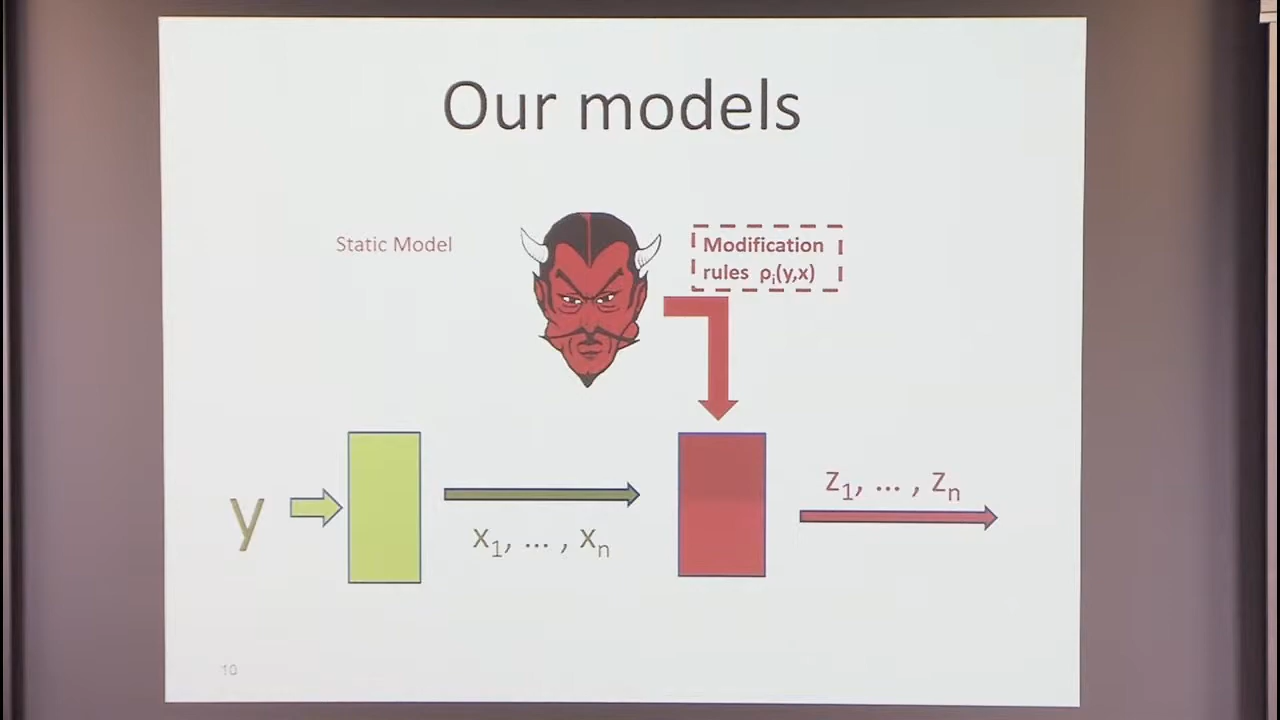 Our models
Static Model
Modification
rules ρᵢ(y,x)
y
x₁, ... , xₙ
z₁, ... , zₙ
10